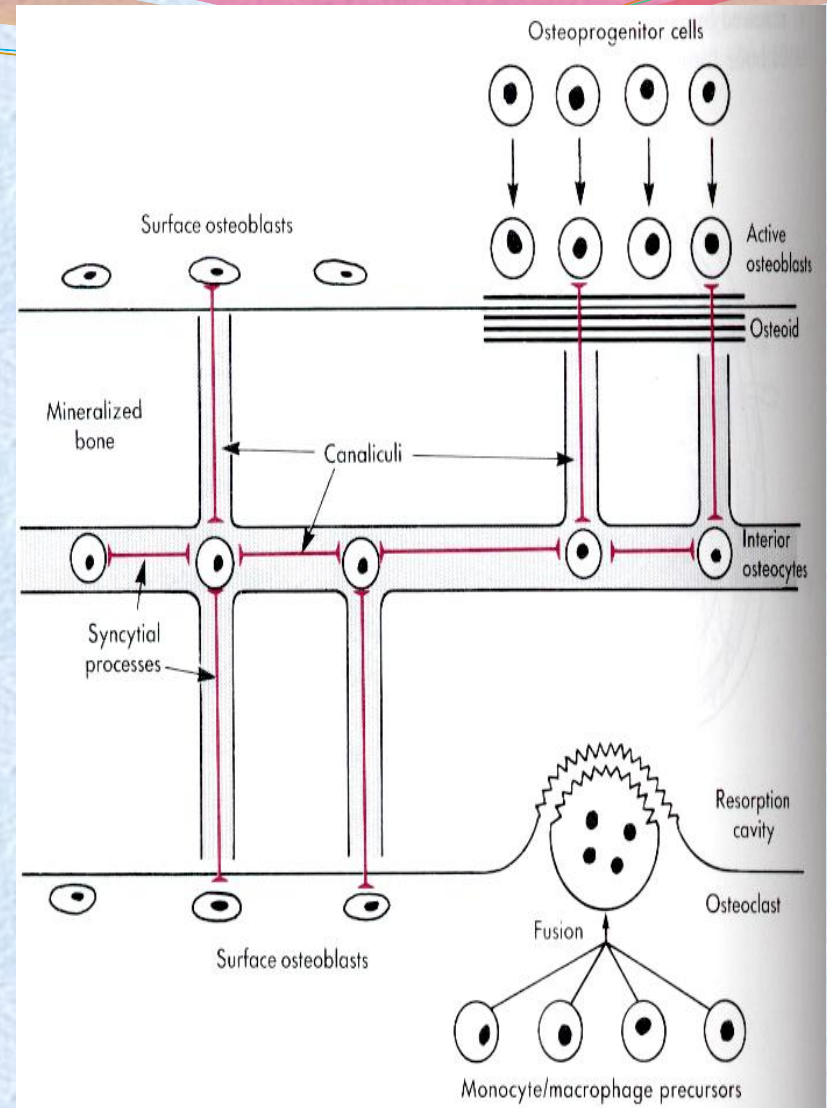 Osteoprogenitor cells
Surface osteoblasts
Active
osteoblasts
Osteoid
Mineralized
bone
Canaliculi
Interior
osteocytes
Syncytial
processes
Resorption
cavity
Osteoclast
Fusion
Surface osteoblasts
Monocyte/macrophage precursors